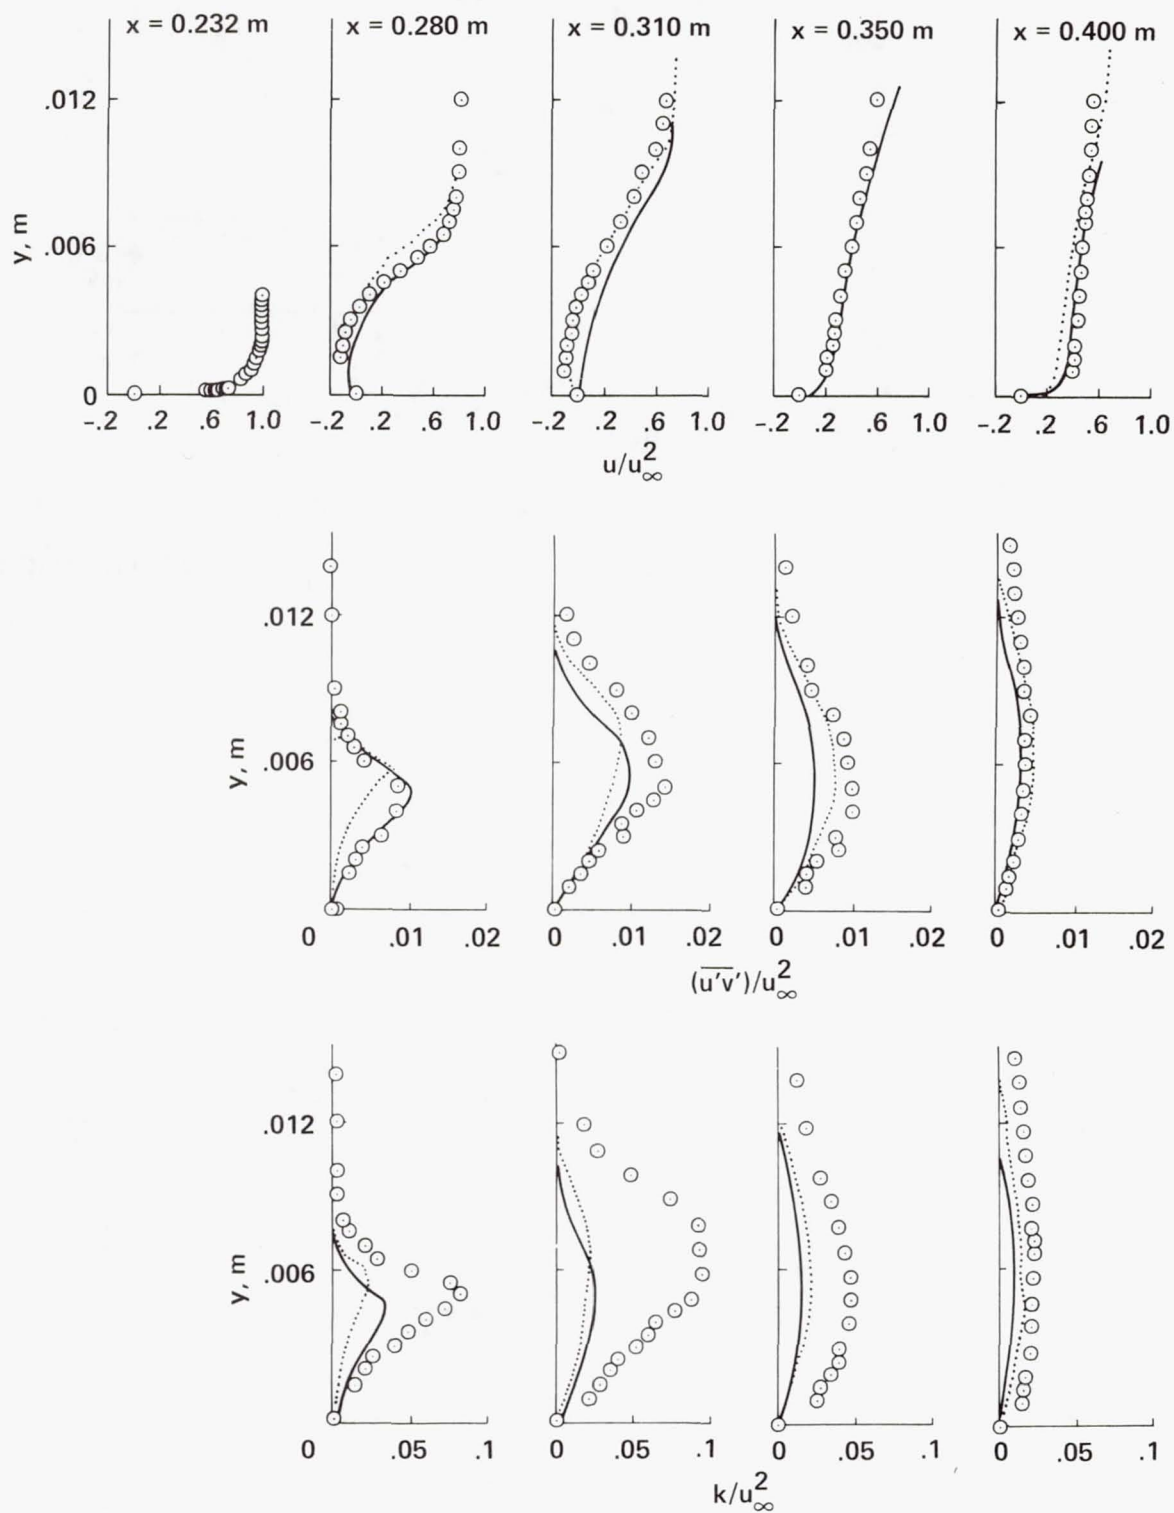 x = 0.232 m x = 0.280 m x = 0.310 m x = 0.350 m x = 0.400 m
.012
y, m
.006
0
-.2 .2 .6 1.0 -.2 .2 .6 1.0 -.2 .2 .6 1.0 -.2 .2 .6 1.0 -.2 .2 .6 1.0
u/u²∞
.012
y, m
.006
0 .01 .02 0 .01 .02 0 .01 .02 0 .01 .02
(u′v′)/u²∞
.012
y, m
.006
0 .05 .1 0 .05 .1 0 .05 .1 0 .05 .1
k/u²∞